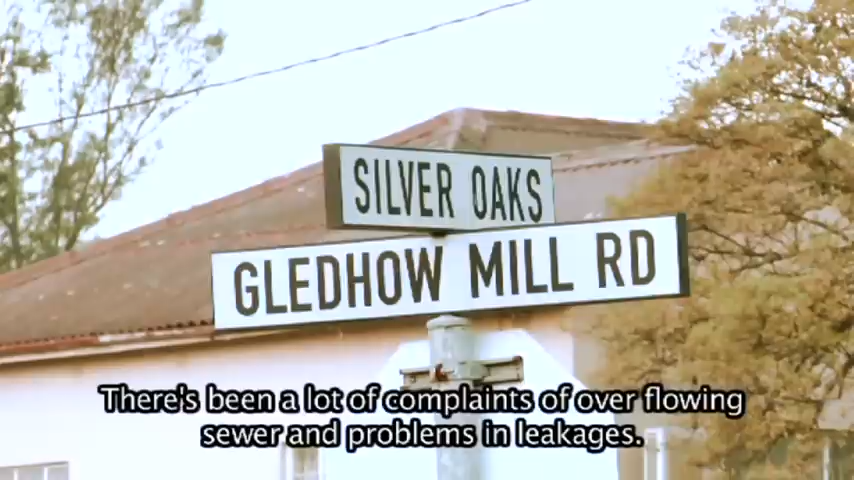 SILVER OAKS
GLEDHOW MILL RD
There's been a lot of complaints of over flowing
sewer and problems in leakages.